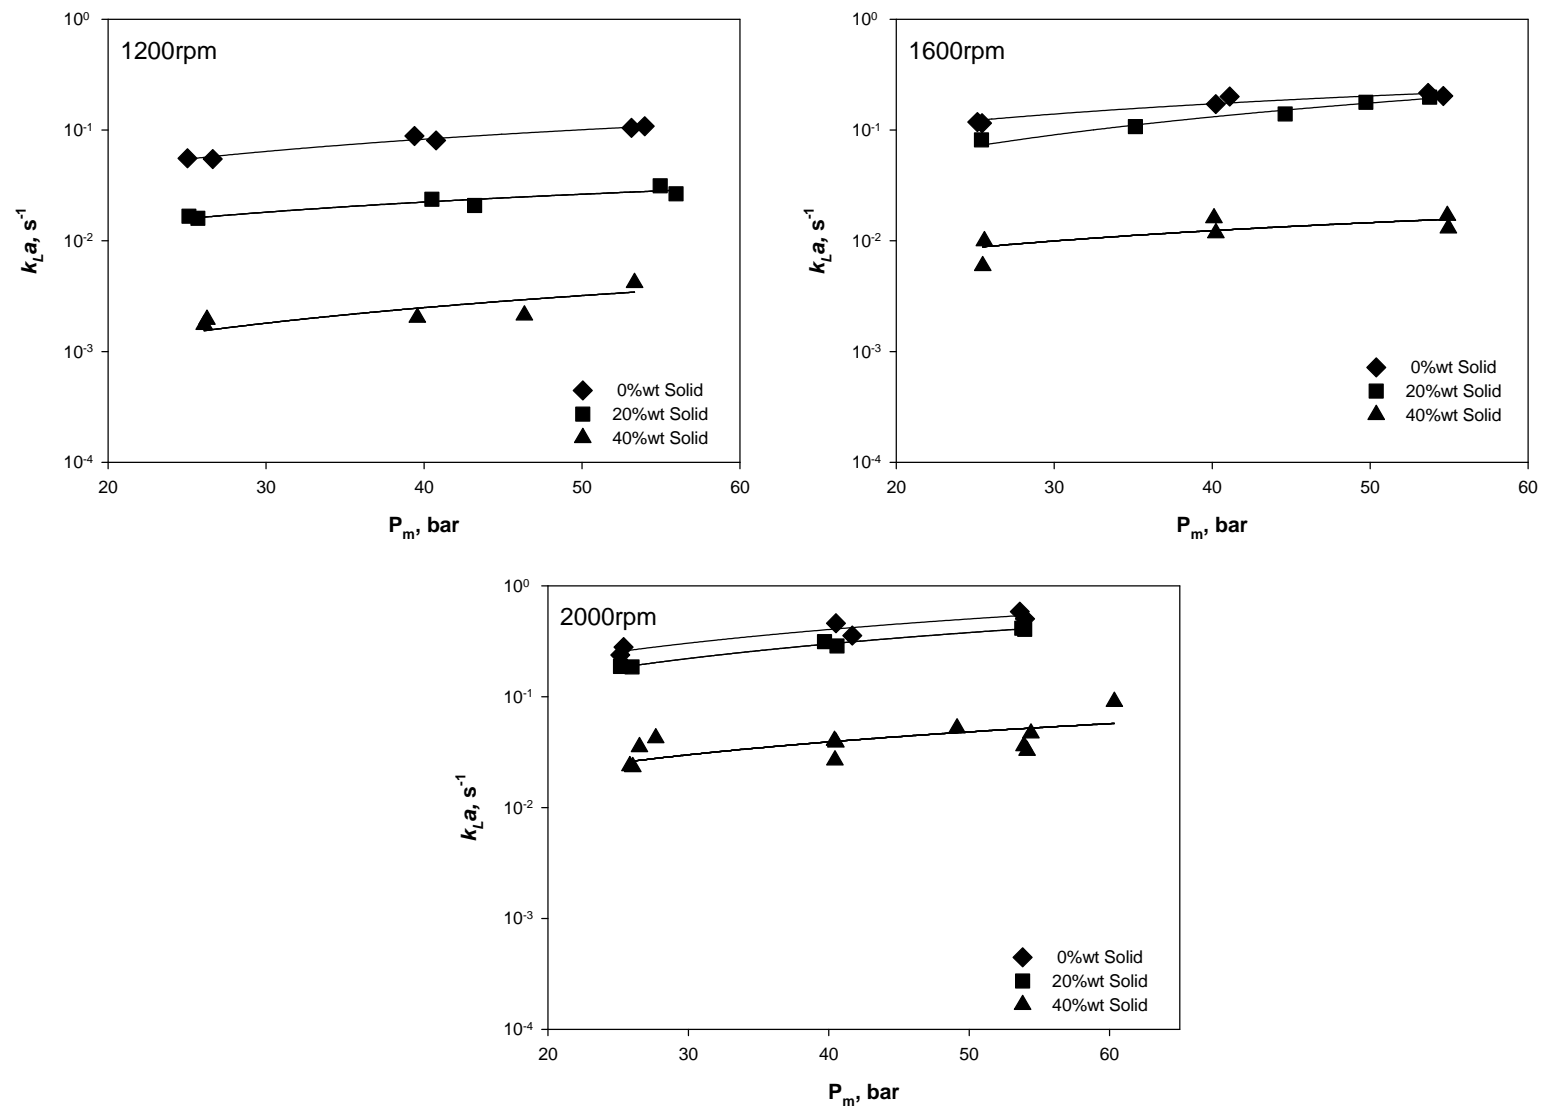 1200rpm
10⁰
10⁻¹
10⁻²
10⁻³
10⁻⁴
k_L a, s⁻¹
0%wt Solid
20%wt Solid
40%wt Solid
20 30 40 50 60
P_m, bar
1600rpm
10⁰
10⁻¹
10⁻²
10⁻³
10⁻⁴
k_L a, s⁻¹
0%wt Solid
20%wt Solid
40%wt Solid
20 30 40 50 60
P_m, bar
2000rpm
10⁰
10⁻¹
10⁻²
10⁻³
10⁻⁴
k_L a, s⁻¹
0%wt Solid
20%wt Solid
40%wt Solid
20 30 40 50 60
P_m, bar